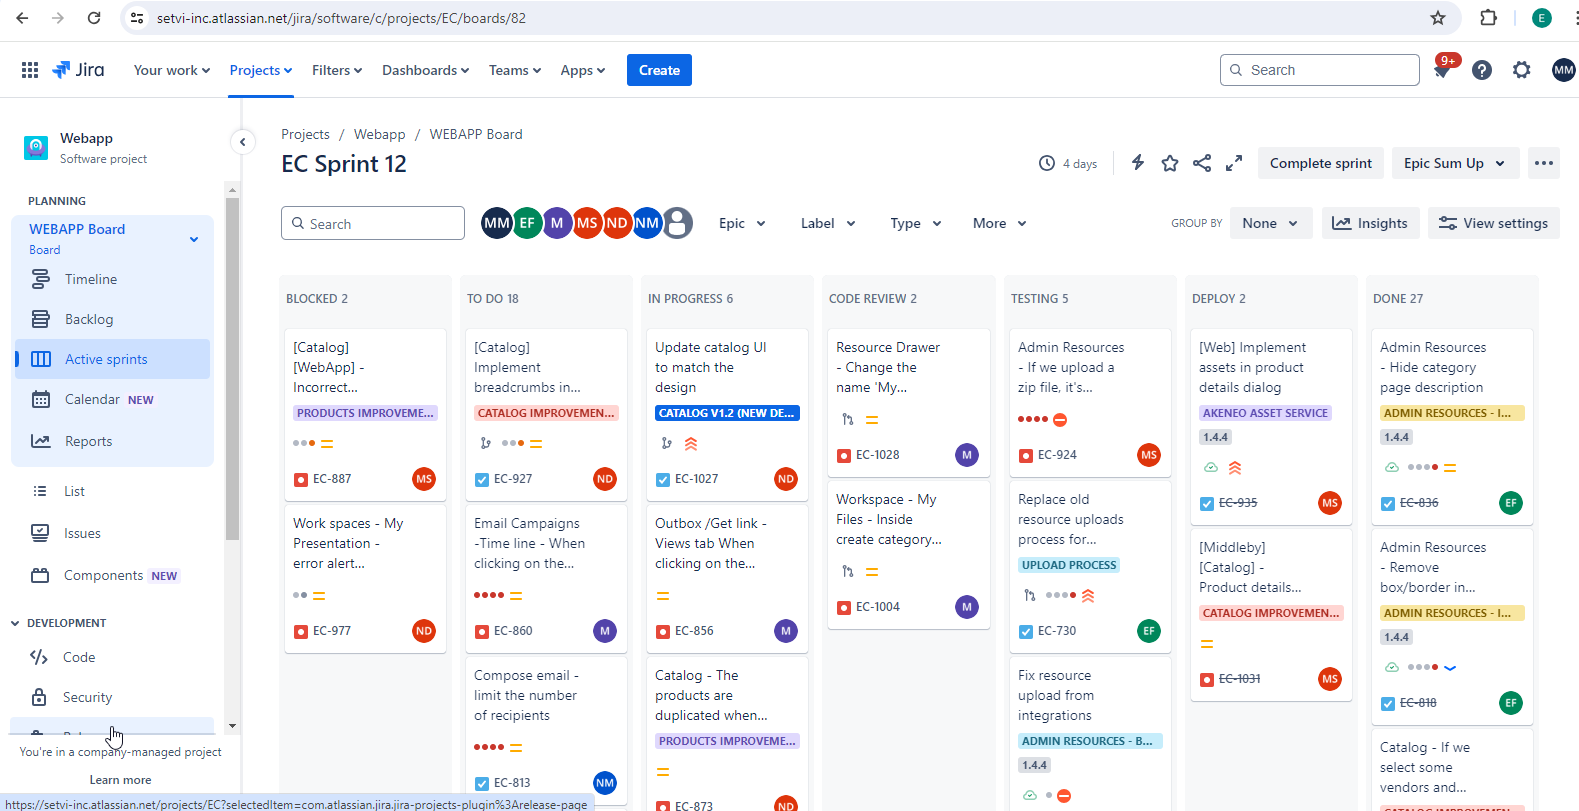 setvi-inc.atlassian.net/jira/software/c/projects/EC/boards/82
E
Jira
Your work
Projects
Filters
Dashboards
Teams
Apps
Create
Search
9+
MM
Webapp
Software project
PLANNING
WEBAPP Board
Board
Timeline
Backlog
Active sprints
Calendar NEW
Reports
List
Issues
Components NEW
DEVELOPMENT
Code
Security
You're in a company-managed project
Learn more
https://setvi-inc.atlassian.net/projects/EC?selectedItem=com.atlassian.jira.jira-projects-plugin%3Arelease-page
Projects / Webapp / WEBAPP Board
EC Sprint 12
4 days
Complete sprint
Epic Sum Up
Search
MM EF M MS ND NM
Epic
Label
Type
More
GROUP BY
None
Insights
View settings
BLOCKED 2
[Catalog]
[WebApp] -
Incorrect...
PRODUCTS IMPROVEME...
EC-887
MS
Work spaces - My
Presentation -
error alert...
EC-977
ND
TO DO 18
[Catalog]
Implement
breadcrumbs in...
CATALOG IMPROVEMEN...
EC-927
ND
Email Campaigns
-Time line - When
clicking on the...
EC-860
M
Compose email -
limit the number
of recipients
EC-813
NM
IN PROGRESS 6
Update catalog UI
to match the
design
CATALOG V1.2 (NEW DE...
EC-1027
ND
Outbox /Get link -
Views tab When
clicking on the...
EC-856
M
Catalog - The
products are
duplicated when...
PRODUCTS IMPROVEME...
EC-873
ND
CODE REVIEW 2
Resource Drawer
- Change the
name 'My...
EC-1028
M
Workspace - My
Files - Inside
create category...
EC-1004
M
TESTING 5
Admin Resources
- If we upload a
zip file, it's...
EC-924
MS
Replace old
resource uploads
process for...
UPLOAD PROCESS
EC-730
EF
Fix resource
upload from
integrations
ADMIN RESOURCES - B...
1.4.4
DEPLOY 2
[Web] Implement
assets in product
details dialog
AKENEO ASSET SERVICE
1.4.4
EC-935
MS
[Middleby]
[Catalog] -
Product details...
CATALOG IMPROVEMEN...
EC-1031
MS
DONE 27
Admin Resources
- Hide category
page description
ADMIN RESOURCES - I...
1.4.4
EC-836
EF
Admin Resources
- Remove
box/border in...
ADMIN RESOURCES - I...
1.4.4
EC-818
EF
Catalog - If we
select some
vendors and...
CATALOG IMPROVEMEN...